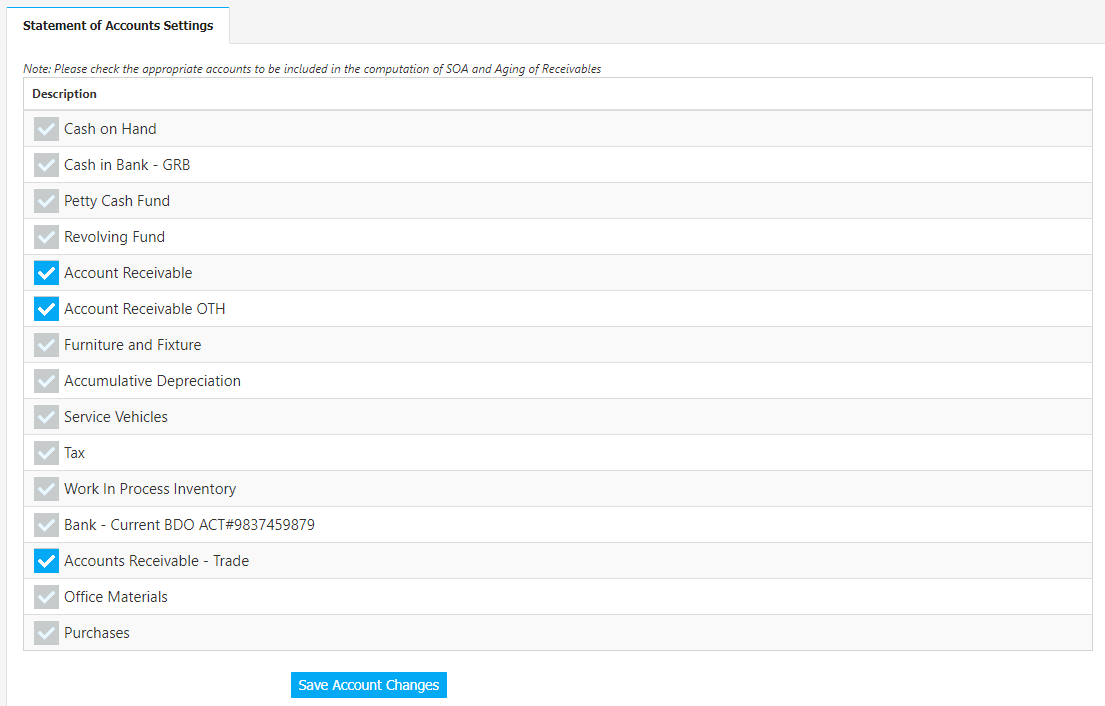 Statement of Accounts Settings
Note: Please check the appropriate accounts to be included in the computation of SOA and Aging of Receivables
Description
Cash on Hand
Cash in Bank - GRB
Petty Cash Fund
Revolving Fund
Account Receivable
Account Receivable OTH
Furniture and Fixture
Accumulative Depreciation
Service Vehicles
Tax
Work In Process Inventory
Bank - Current BDO ACT#9837459879
Accounts Receivable - Trade
Office Materials
Purchases
Save Account Changes